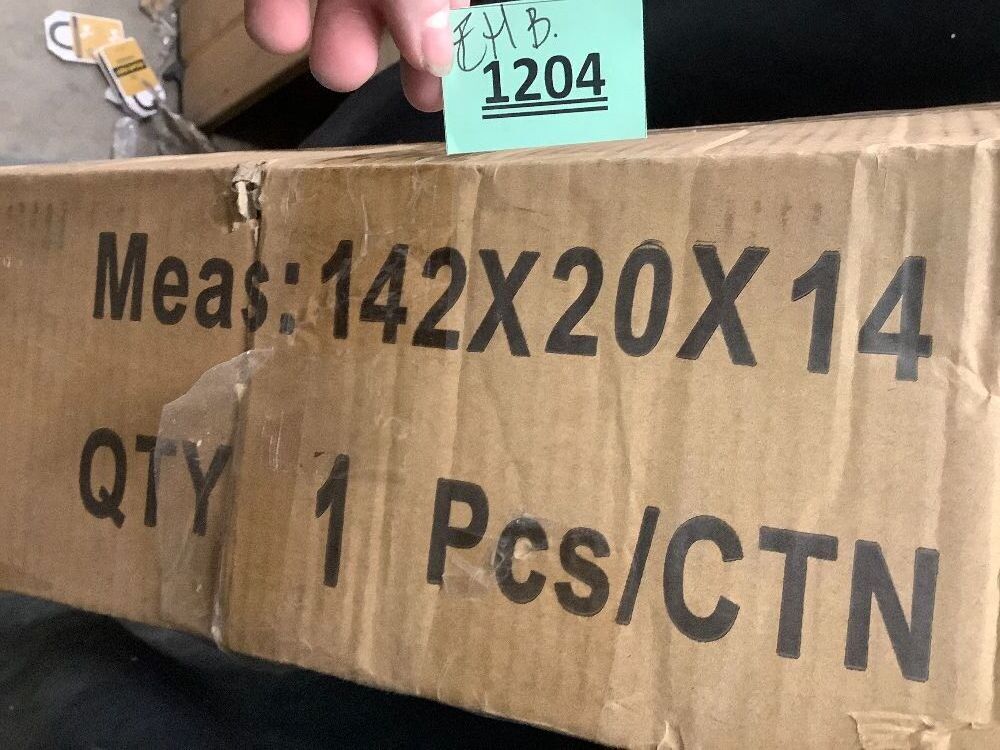 EHB.
1204
Meas:142X20X14
QTY 1 Pcs/CTN